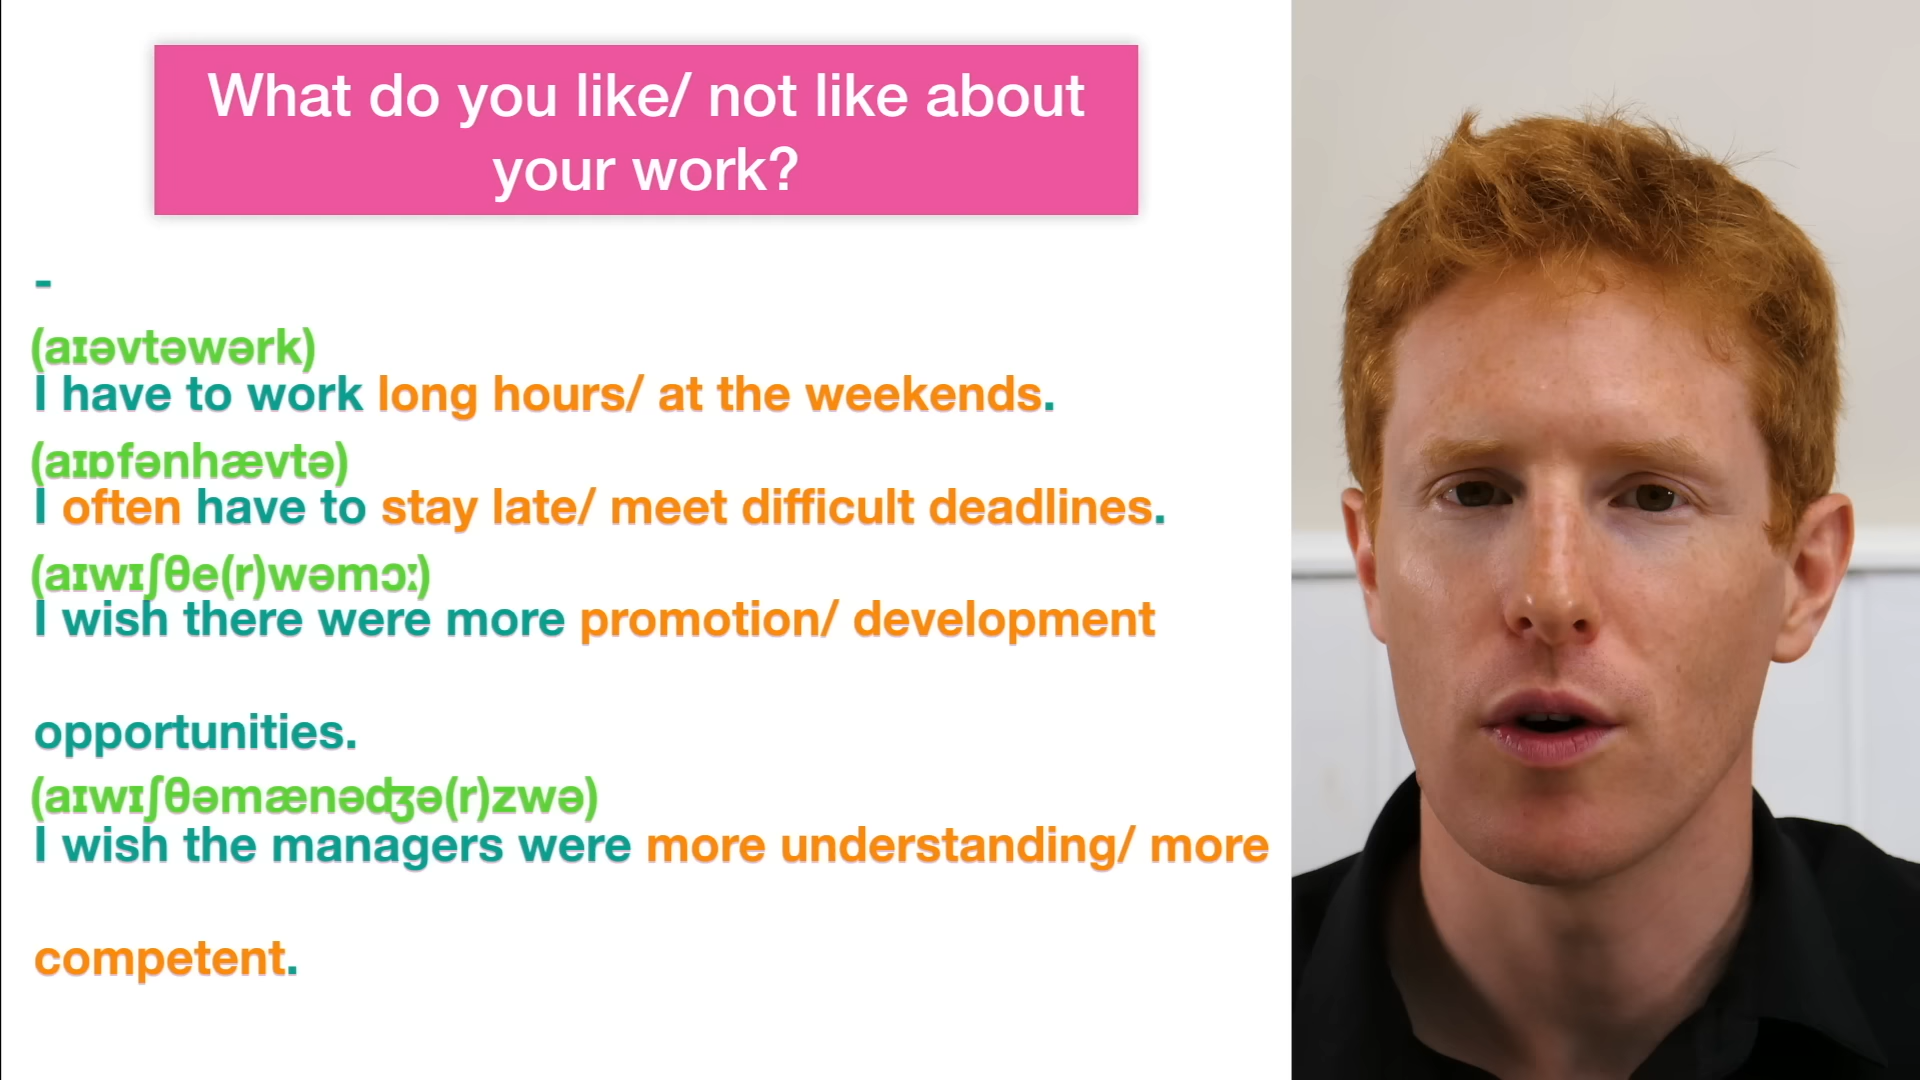 What do you like/ not like about
your work?
-
(aɪəvtəwərk)
I have to work long hours/ at the weekends.
(aɪɒfənhævtə)
I often have to stay late/ meet difficult deadlines.
(aɪwɪʃθe(r)wəmɔː)
I wish there were more promotion/ development
opportunities.
(aɪwɪʃθəmænəʤə(r)zwə)
I wish the managers were more understanding/ more
competent.